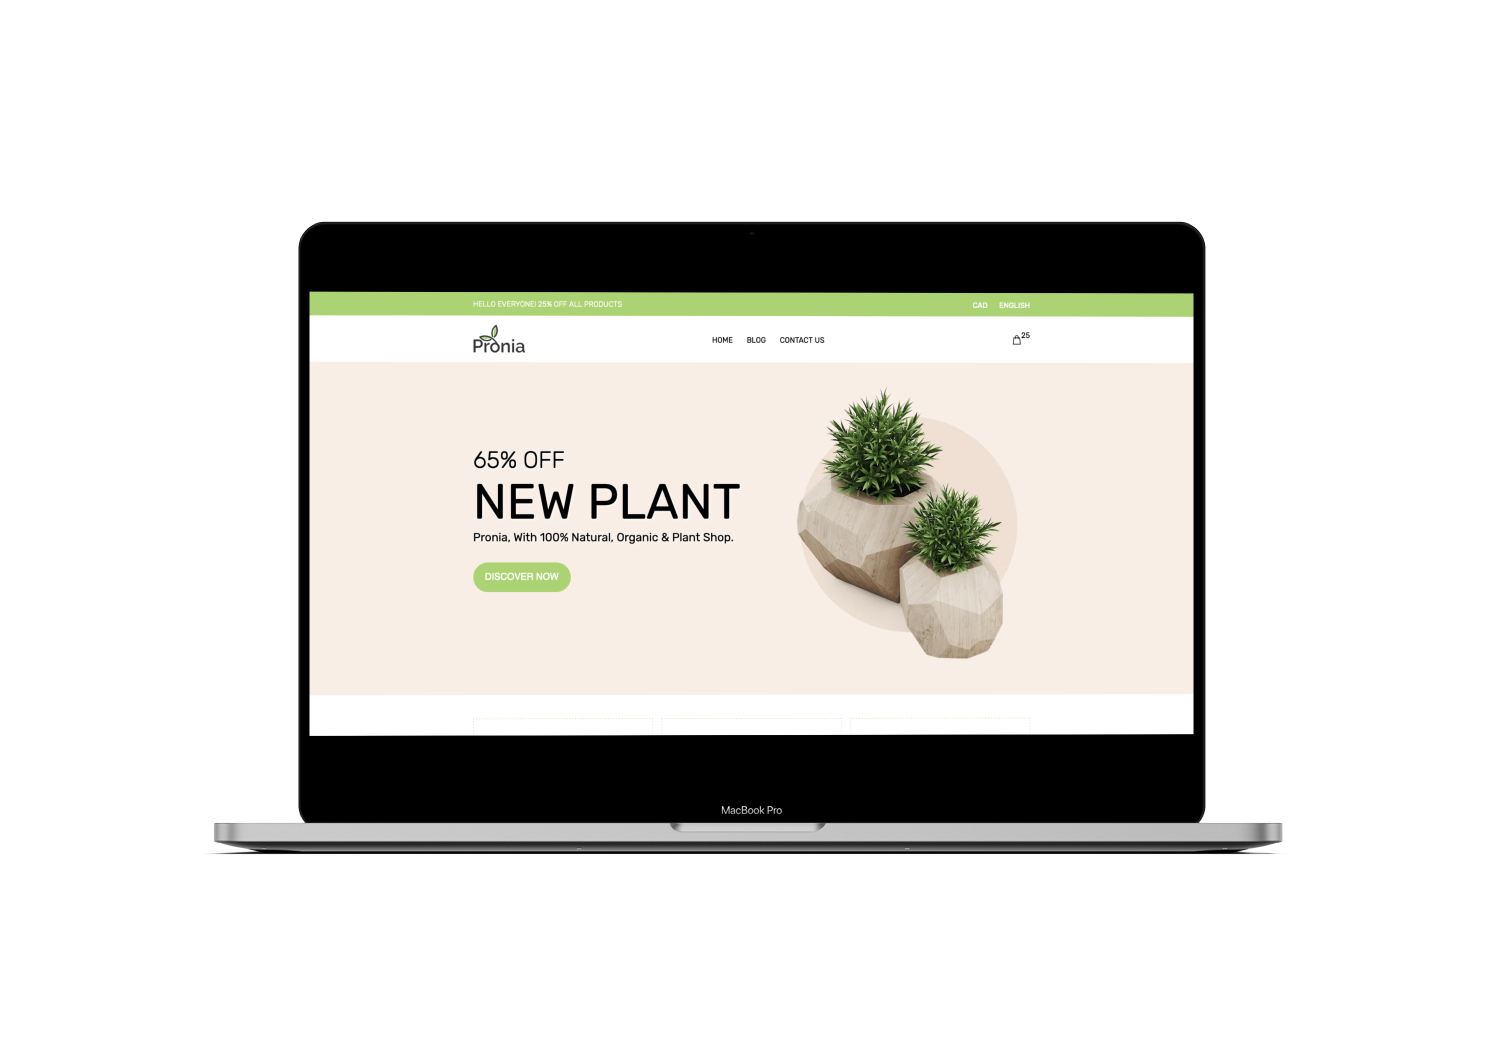 HELLO EVERYONE! 25% OFF ALL PRODUCTS
CAD ENGLISH
Pronia
HOME BLOG CONTACT US
25
65% OFF
NEW PLANT
Pronia, With 100% Natural, Organic & Plant Shop.
DISCOVER NOW
MacBook Pro